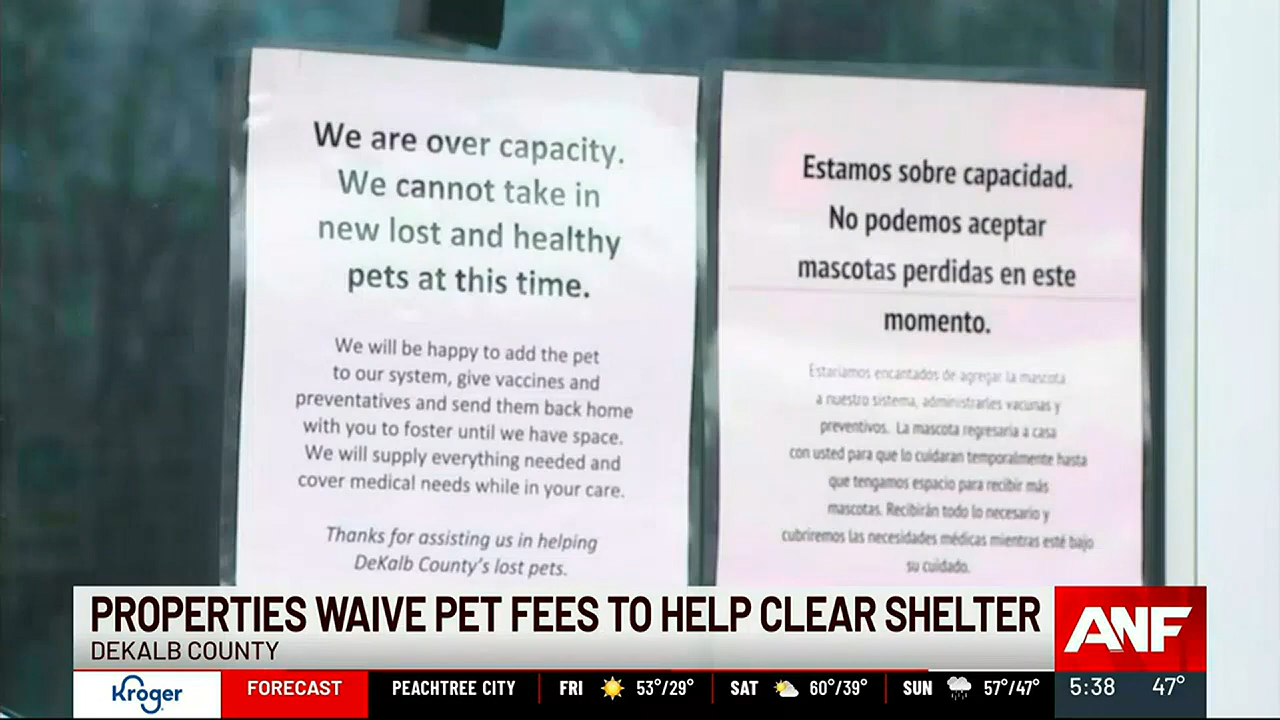 We are over capacity.
We cannot take in
new lost and healthy
pets at this time.
We will be happy to add the pet
to our system, give vaccines and
preventatives and send them back home
with you to foster until we have space.
We will supply everything needed and
cover medical needs while in your care.
Thanks for assisting us in helping
DeKalb County's lost pets.
Estamos sobre capacidad.
No podemos aceptar
mascotas perdidas en este
momento.
Estaríamos encantados de agregar la mascota
a nuestro sistema, administrarles vacunas y
preventivos. La mascota regresaría a casa
con usted para que lo cuidaran temporalmente hasta
que tengamos espacio para recibir más
mascotas. Recibirán todo lo necesario y
cubriremos las necesidades médicas mientras esté bajo
su cuidado.
PROPERTIES WAIVE PET FEES TO HELP CLEAR SHELTER
DEKALB COUNTY
ANF
Kroger
FORECAST
PEACHTREE CITY
FRI 53°/29°
SAT 60°/39°
SUN 57°/47°
5:38 47°